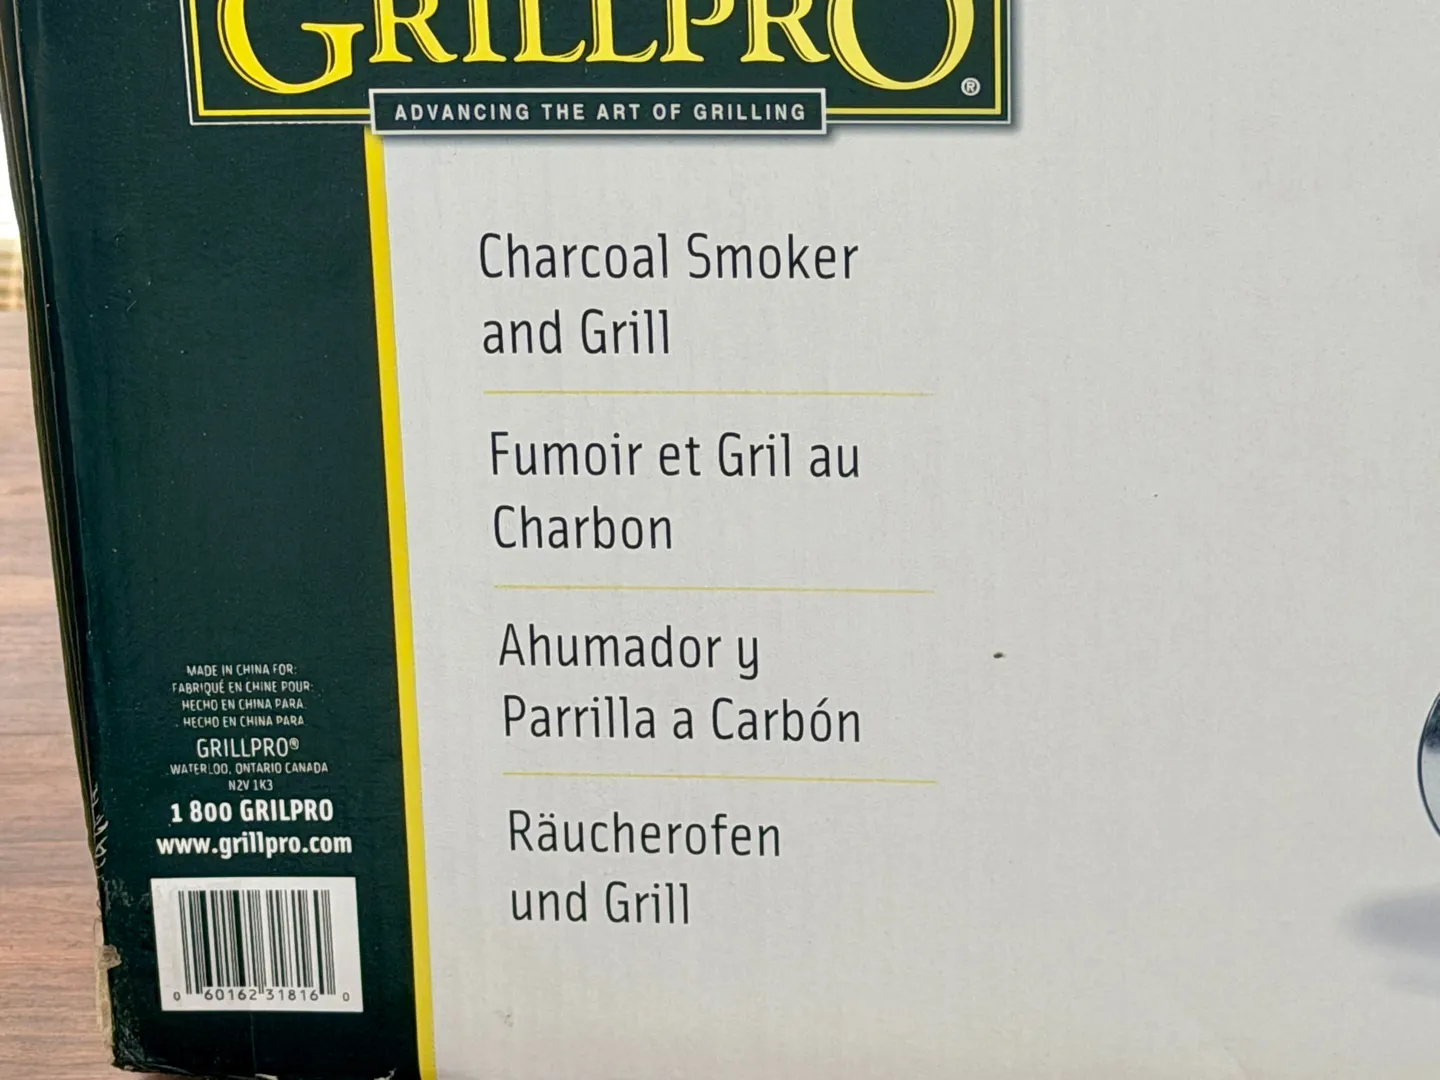 GRILLPRO®
ADVANCING THE ART OF GRILLING
Charcoal Smoker
and Grill
Fumoir et Gril au
Charbon
Ahumador y
Parrilla a Carbón
Räucherofen
und Grill
MADE IN CHINA FOR:
FABRIQUÉ EN CHINE POUR:
HECHO EN CHINA PARA
HECHO EN CHINA PARA
GRILLPRO®
WATERLOO, ONTARIO CANADA
N2V 1K3
1 800 GRILPRO
www.grillpro.com
0 60162 31816 0